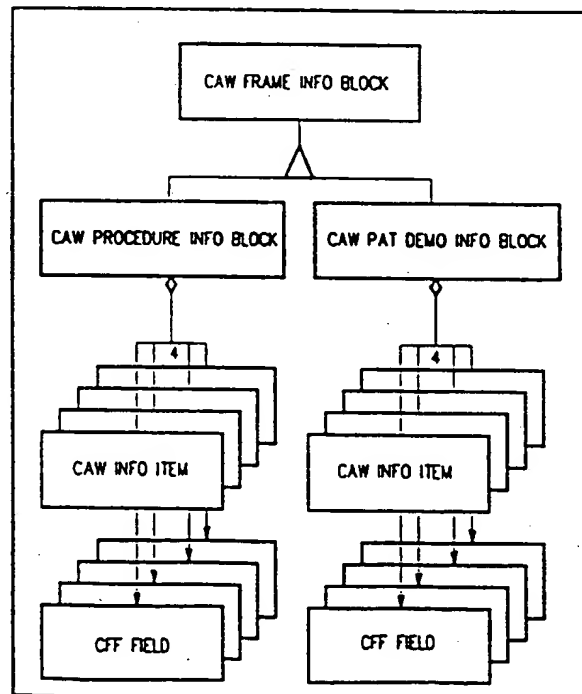 CAW FRAME INFO BLOCK
CAW PROCEDURE INFO BLOCK
CAW PAT DEMO INFO BLOCK
4
4
CAW INFO ITEM
CAW INFO ITEM
CFF FIELD
CFF FIELD